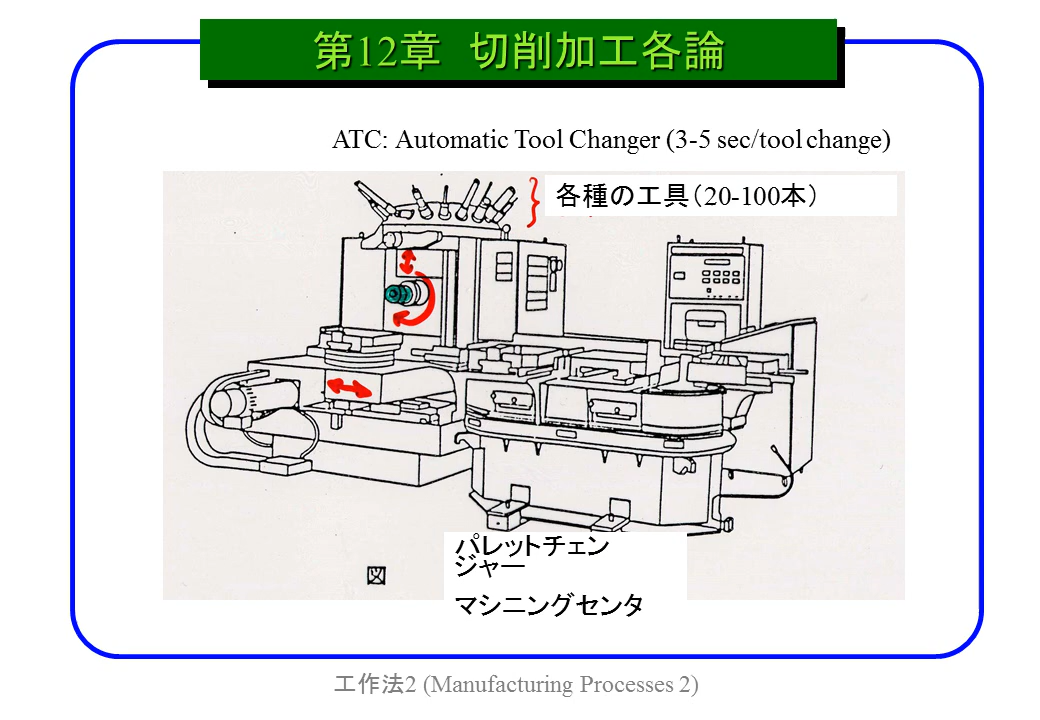 第12章 切削加工各論
ATC: Automatic Tool Changer (3-5 sec/tool change)
各種の工具（20-100本）
パレットチェン
ジャー
図
マシニングセンタ
工作法2 (Manufacturing Processes 2)